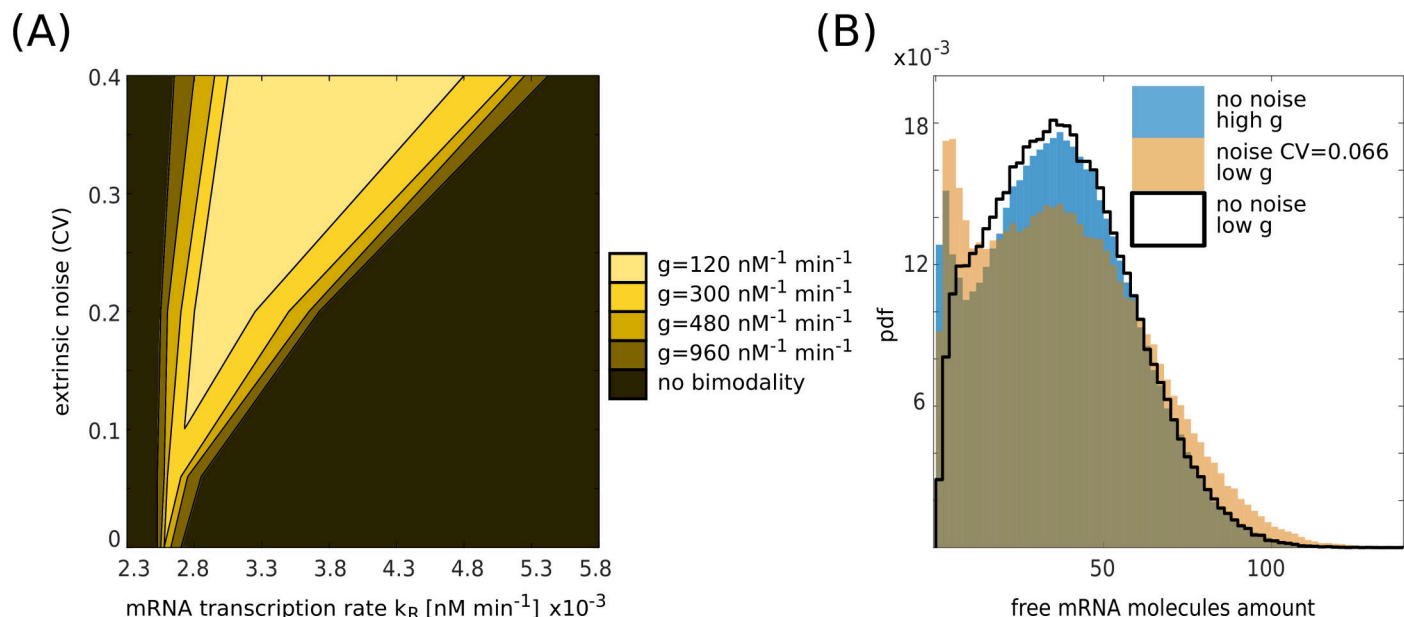 (A)
0.4
0.3
0.2
0.1
0
extrinsic noise (CV)
2.3 2.8 3.3 3.8 4.3 4.8 5.3 5.8
mRNA transcription rate k_R [nM min⁻¹] x10⁻³
g=120 nM⁻¹ min⁻¹
g=300 nM⁻¹ min⁻¹
g=480 nM⁻¹ min⁻¹
g=960 nM⁻¹ min⁻¹
no bimodality
(B)
x10⁻³
18
12
6
pdf
no noise
high g
noise CV=0.066
low g
no noise
low g
50 100
free mRNA molecules amount